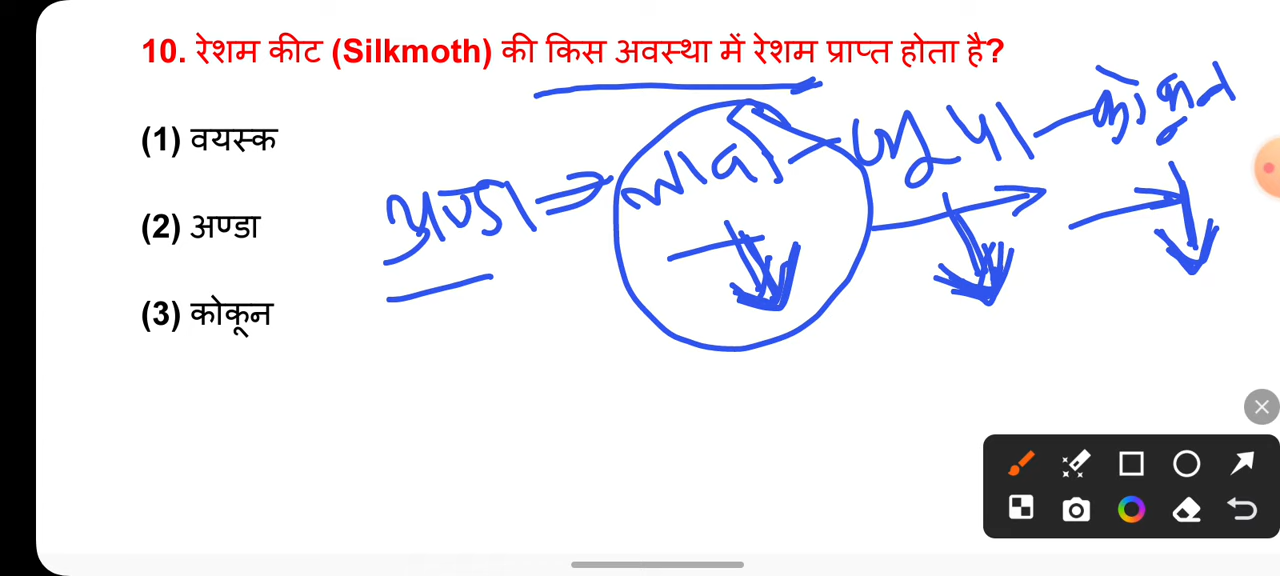 10. रेशम कीट (Silkmoth) की किस अवस्था में रेशम प्राप्त होता है?
(1) वयस्क
(2) अण्डा
(3) कोकून
अण्डा ⇒ लार्वा - प्यूपा - कोकून